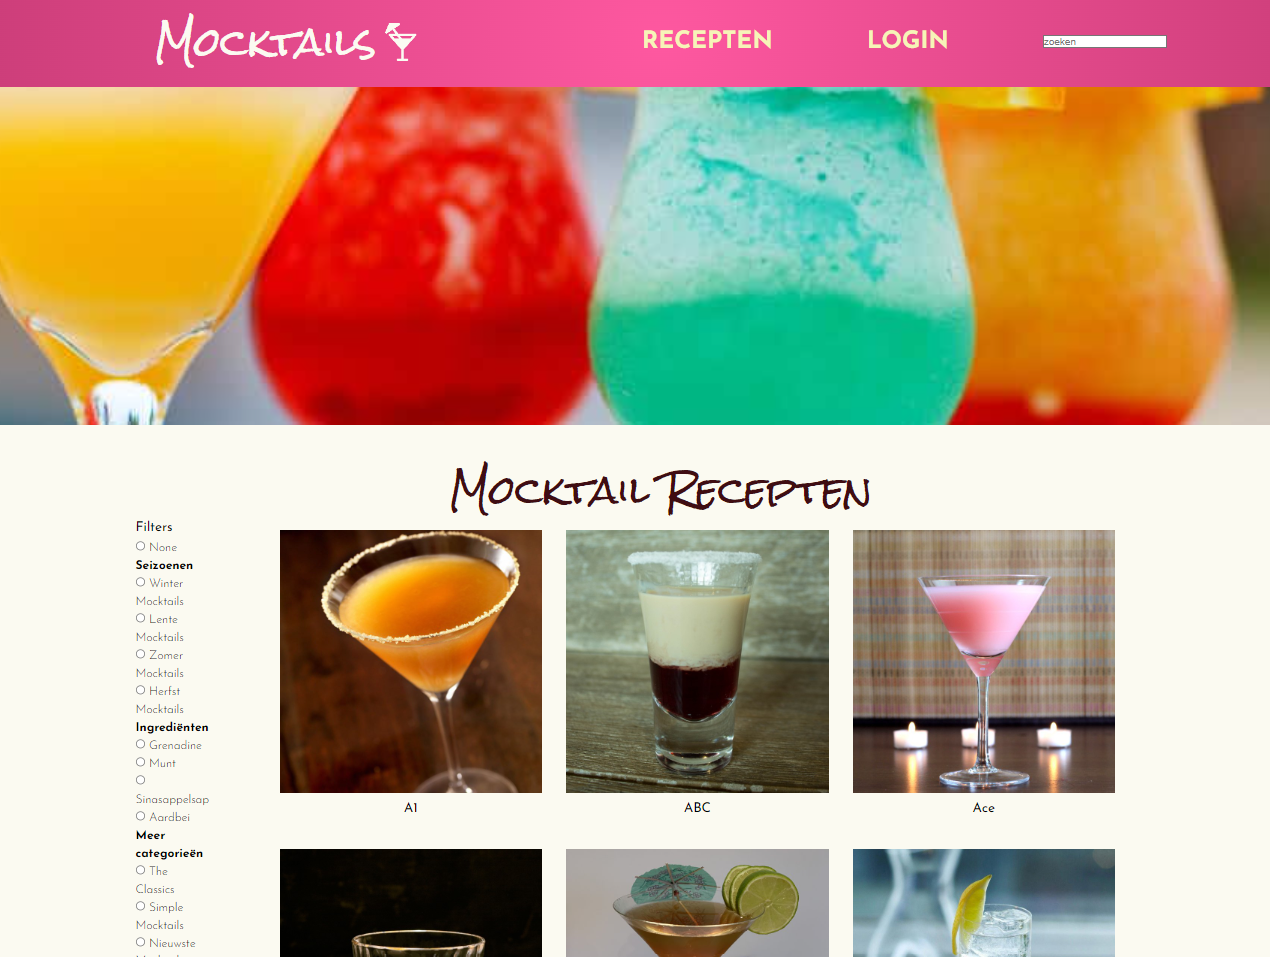 Mocktails
RECEPTEN
LOGIN
zoeken
Mocktail Recepten
Filters
None
Seizoenen
Winter
Mocktails
Lente
Mocktails
Zomer
Mocktails
Herfst
Mocktails
Ingrediënten
Grenadine
Munt
Sinasappelsap
Aardbei
Meer
categorieën
The
Classics
Simple
Mocktails
Nieuwste
A1
ABC
Ace